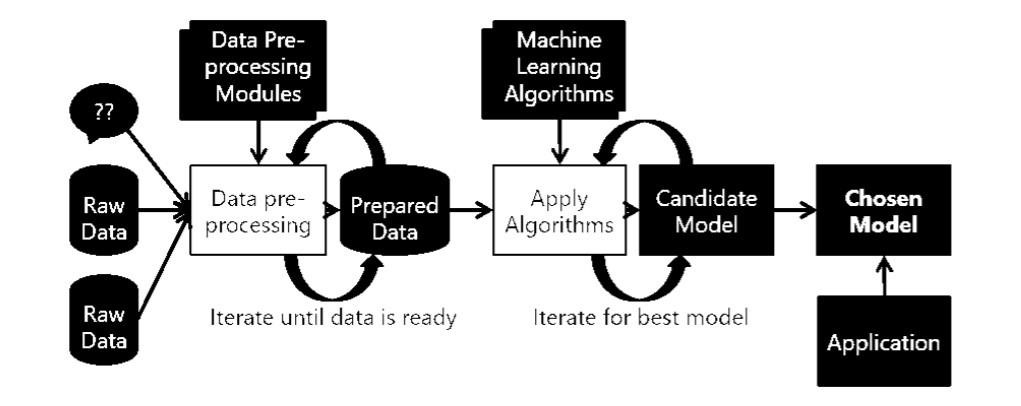 Data Pre-
processing
Modules
Machine
Learning
Algorithms
??
Raw
Data
Raw
Data
Data pre-
processing
Prepared
Data
Apply
Algorithms
Candidate
Model
Chosen
Model
Iterate until data is ready
Iterate for best model
Application